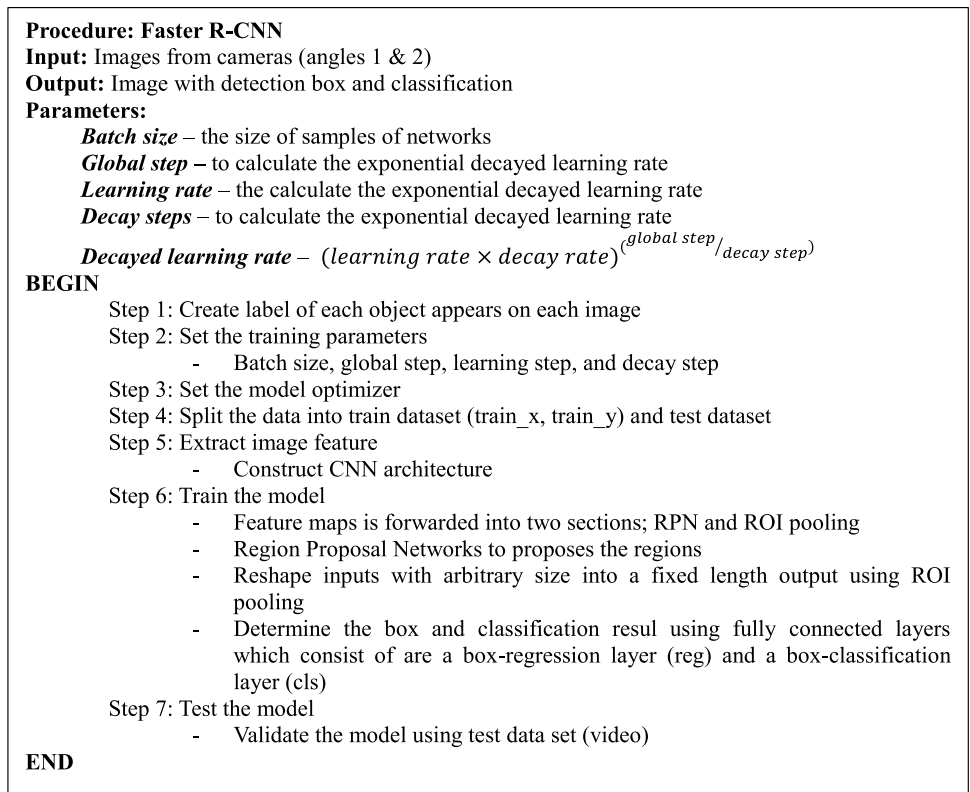 Procedure: Faster R-CNN
Input: Images from cameras (angles 1 & 2)
Output: Image with detection box and classification
Parameters:
Batch size – the size of samples of networks
Global step – to calculate the exponential decayed learning rate
Learning rate – the calculate the exponential decayed learning rate
Decay steps – to calculate the exponential decayed learning rate
Decayed learning rate – (learning rate × decay rate)^(global step/decay step)
BEGIN
Step 1: Create label of each object appears on each image
Step 2: Set the training parameters
- Batch size, global step, learning step, and decay step
Step 3: Set the model optimizer
Step 4: Split the data into train dataset (train_x, train_y) and test dataset
Step 5: Extract image feature
- Construct CNN architecture
Step 6: Train the model
- Feature maps is forwarded into two sections; RPN and ROI pooling
- Region Proposal Networks to proposes the regions
- Reshape inputs with arbitrary size into a fixed length output using ROI
pooling
- Determine the box and classification resul using fully connected layers
which consist of are a box-regression layer (reg) and a box-classification
layer (cls)
Step 7: Test the model
- Validate the model using test data set (video)
END